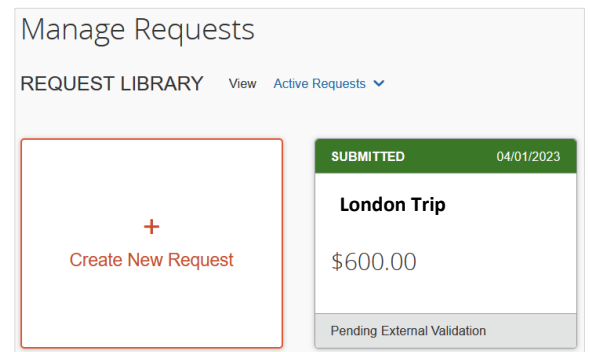 Manage Requests
REQUEST LIBRARY View Active Requests
+
Create New Request
SUBMITTED 04/01/2023
London Trip
$600.00
Pending External Validation